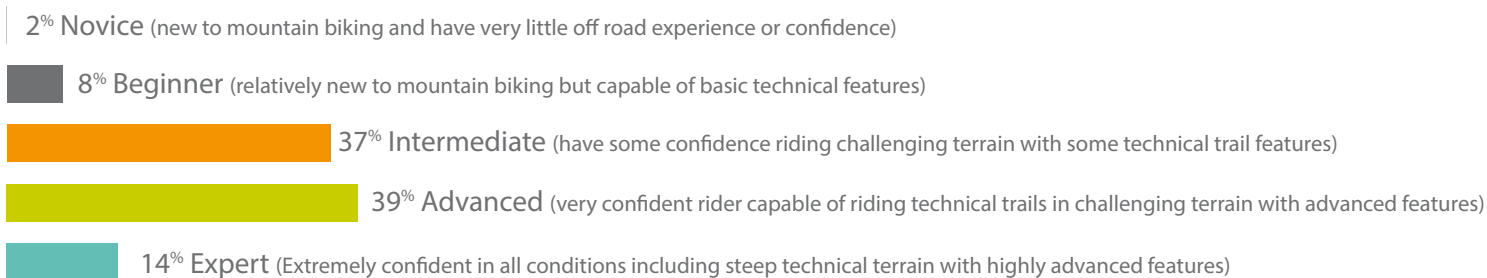 2% Novice (new to mountain biking and have very little off road experience or confidence)
8% Beginner (relatively new to mountain biking but capable of basic technical features)
37% Intermediate (have some confidence riding challenging terrain with some technical trail features)
39% Advanced (very confident rider capable of riding technical trails in challenging terrain with advanced features)
14% Expert (Extremely confident in all conditions including steep technical terrain with highly advanced features)